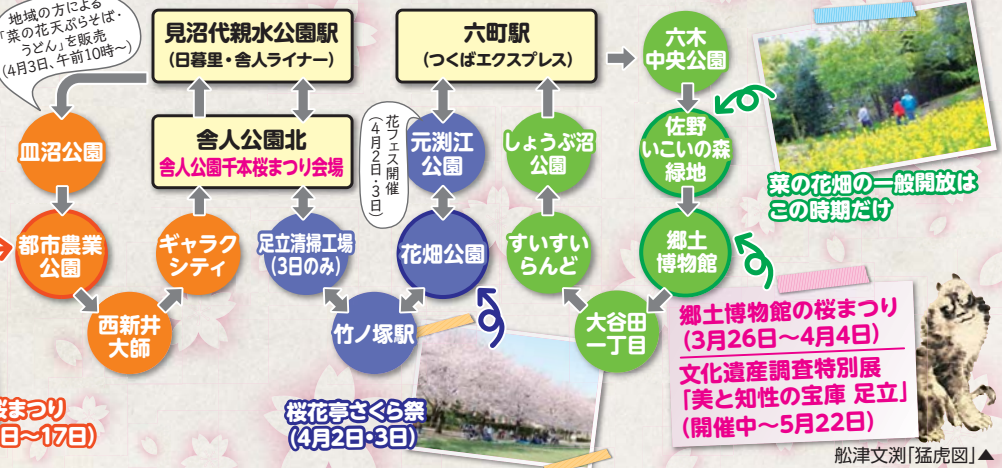 地域の方による
「菜の花天ぷらそば・
うどん」を販売
(4月3日、午前10時～)
見沼代親水公園駅
(日暮里・舎人ライナー)
六町駅
(つくばエクスプレス)
六木
中央公園
皿沼公園
舎人公園北
舎人公園千本桜まつり会場
花フェス開催
(4月2日・3日)
元渕江
公園
しょうぶ沼
公園
佐野
いこいの森
緑地
菜の花畑の一般開放は
この時期だけ
都市農業
公園
ギャラク
シティ
足立清掃工場
(3日のみ)
花畑公園
すいすい
らんど
郷土
博物館
西新井
大師
竹ノ塚駅
大谷田
一丁目
郷土博物館の桜まつり
(3月26日～4月4日)
文化遺産調査特別展
「美と知性の宝庫 足立」
(開催中～5月22日)
桜まつり
日～17日)
桜花亭さくら祭
(4月2日・3日)
舩津文渕「猛虎図」▲